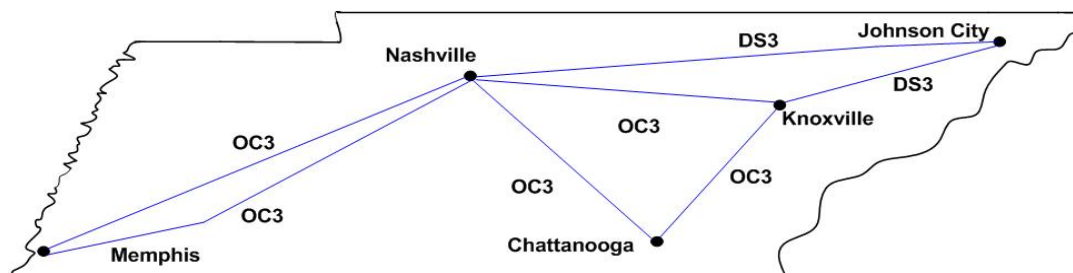 Johnson City
DS3
Nashville
DS3
Knoxville
OC3
OC3
OC3
OC3
OC3
Chattanooga
Memphis